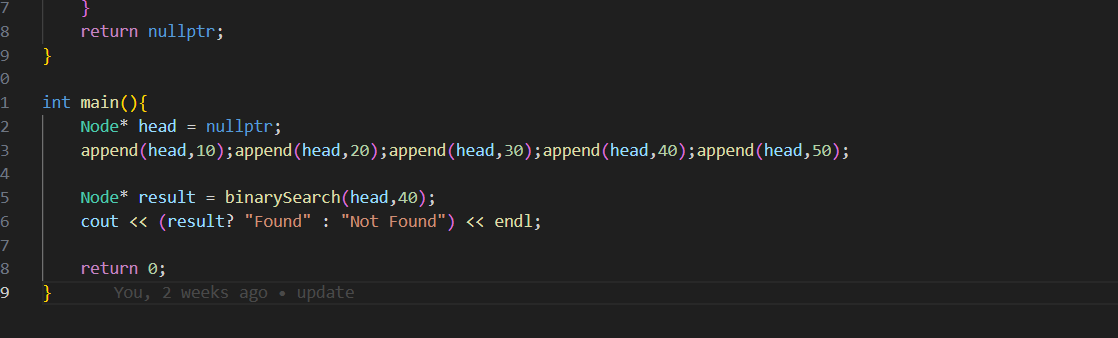 7 }
8 return nullptr;
9 }
0
1 int main(){
2 Node* head = nullptr;
3 append(head,10);append(head,20);append(head,30);append(head,40);append(head,50);
4
5 Node* result = binarySearch(head,40);
6 cout << (result? "Found" : "Not Found") << endl;
7
8 return 0;
9 } You, 2 weeks ago • update